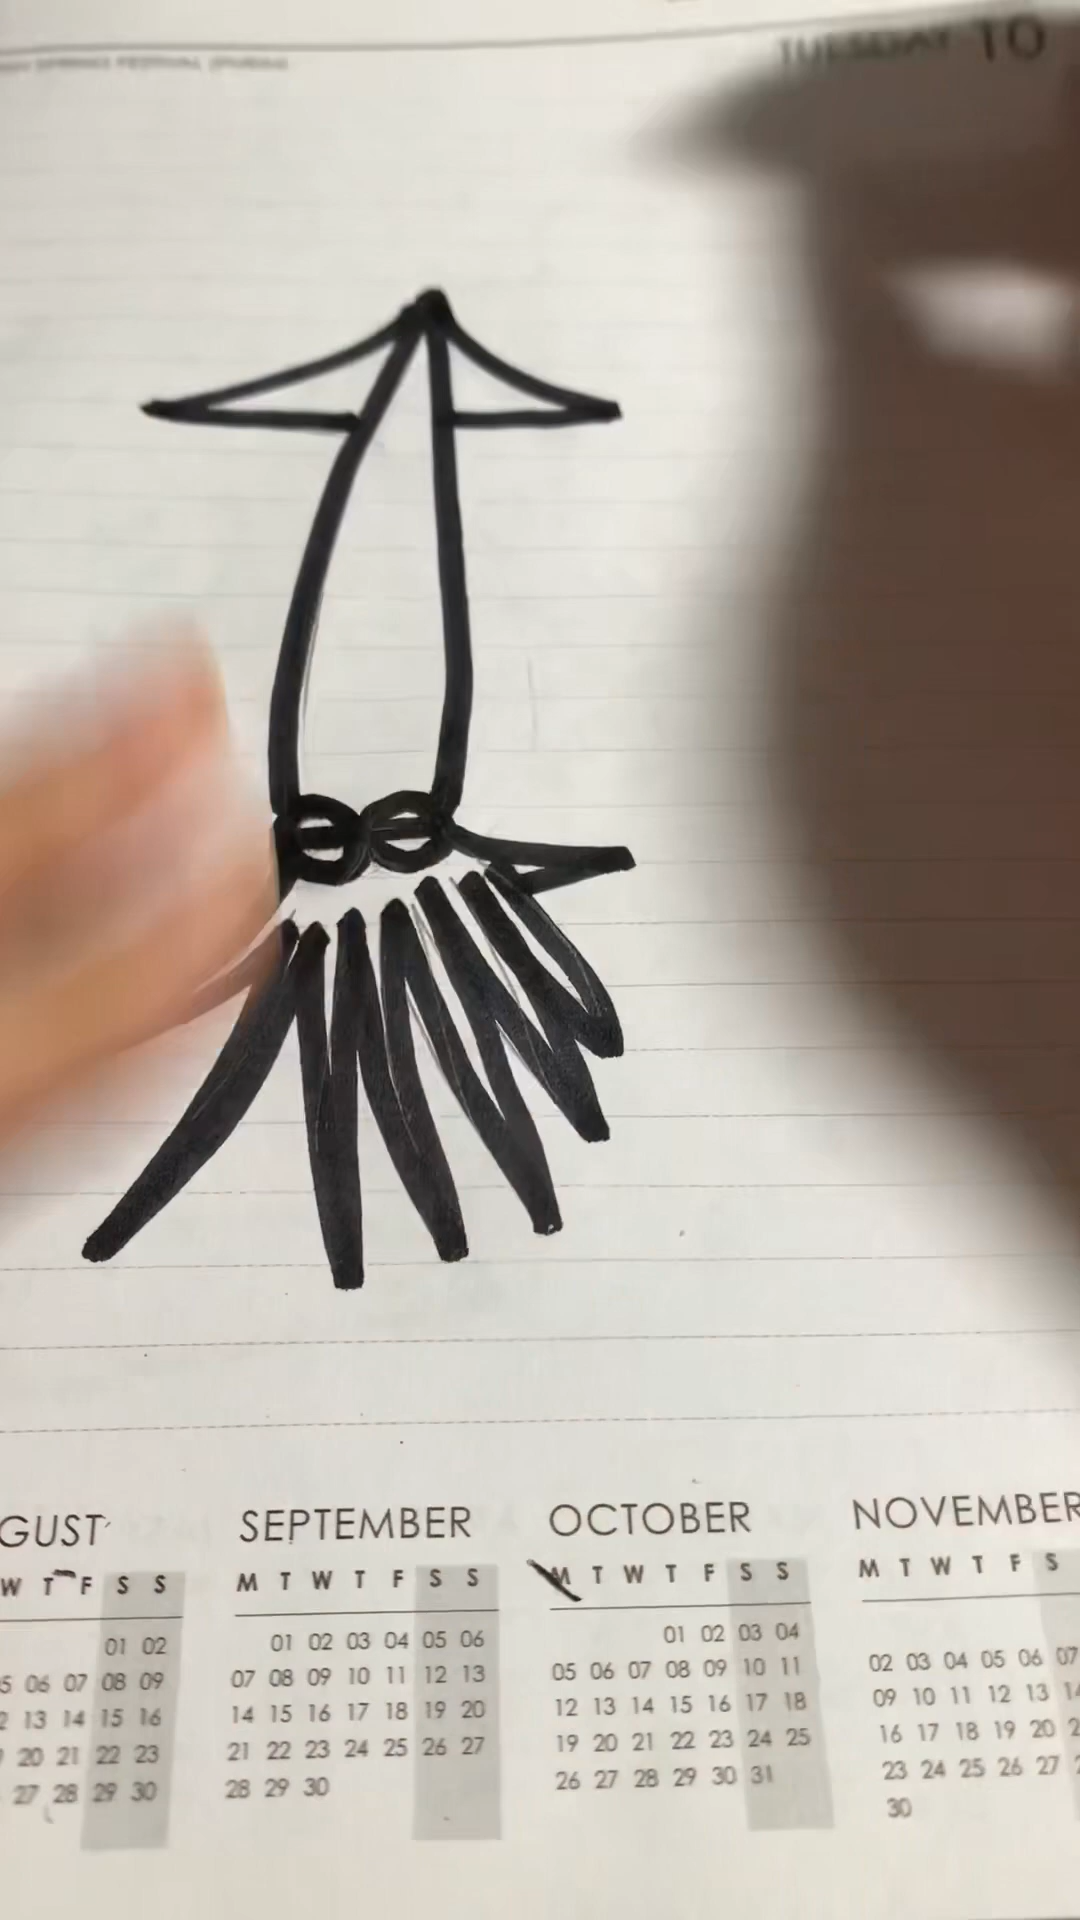 TUESDAY 10
GUST SEPTEMBER OCTOBER NOVEMBER
W T F S S M T W T F S S M T W T F S S M T W T F S
01 02 01 02 03 04 05 06 01 02 03 04
5 06 07 08 09 07 08 09 10 11 12 13 05 06 07 08 09 10 11 02 03 04 05 06 07
2 13 14 15 16 14 15 16 17 18 19 20 12 13 14 15 16 17 18 09 10 11 12 13 14
20 21 22 23 21 22 23 24 25 26 27 19 20 21 22 23 24 25 16 17 18 19 20 2
27 28 29 30 28 29 30 26 27 28 29 30 31 23 24 25 26 27
30